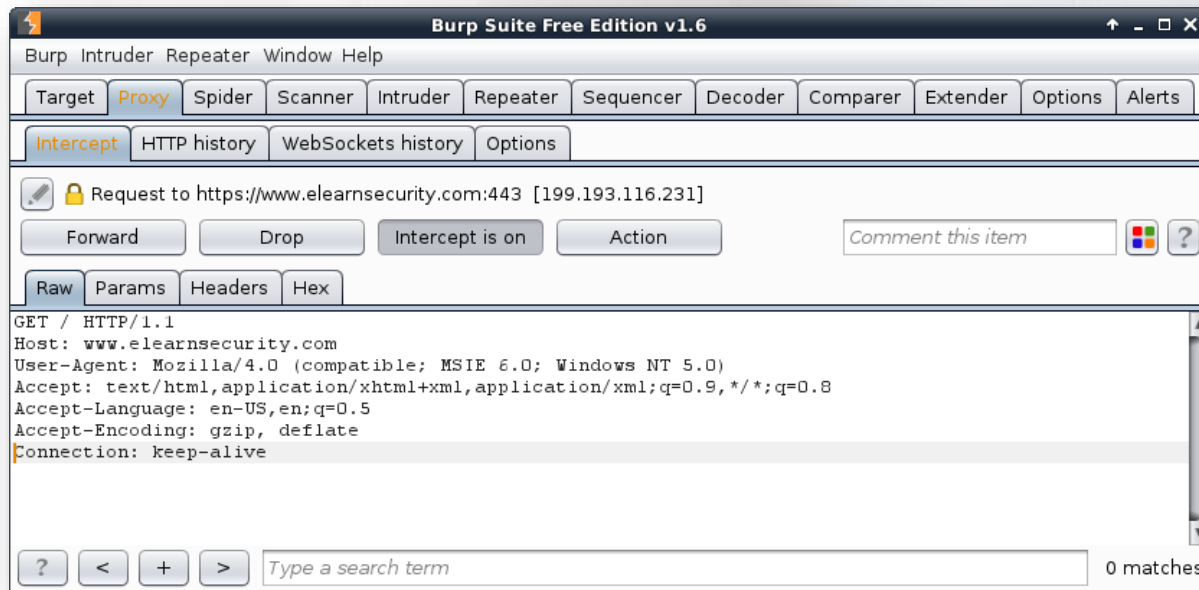 Burp Suite Free Edition v1.6
Burp Intruder Repeater Window Help
Target Proxy Spider Scanner Intruder Repeater Sequencer Decoder Comparer Extender Options Alerts
Intercept HTTP history WebSockets history Options
Request to https://www.elearnsecurity.com:443 [199.193.116.231]
Forward Drop Intercept is on Action Comment this item ?
Raw Params Headers Hex
GET / HTTP/1.1
Host: www.elearnsecurity.com
User-Agent: Mozilla/4.0 (compatible; MSIE 6.0; Windows NT 5.0)
Accept: text/html,application/xhtml+xml,application/xml;q=0.9,*/*;q=0.8
Accept-Language: en-US,en;q=0.5
Accept-Encoding: gzip, deflate
Connection: keep-alive
? < + > Type a search term 0 matches